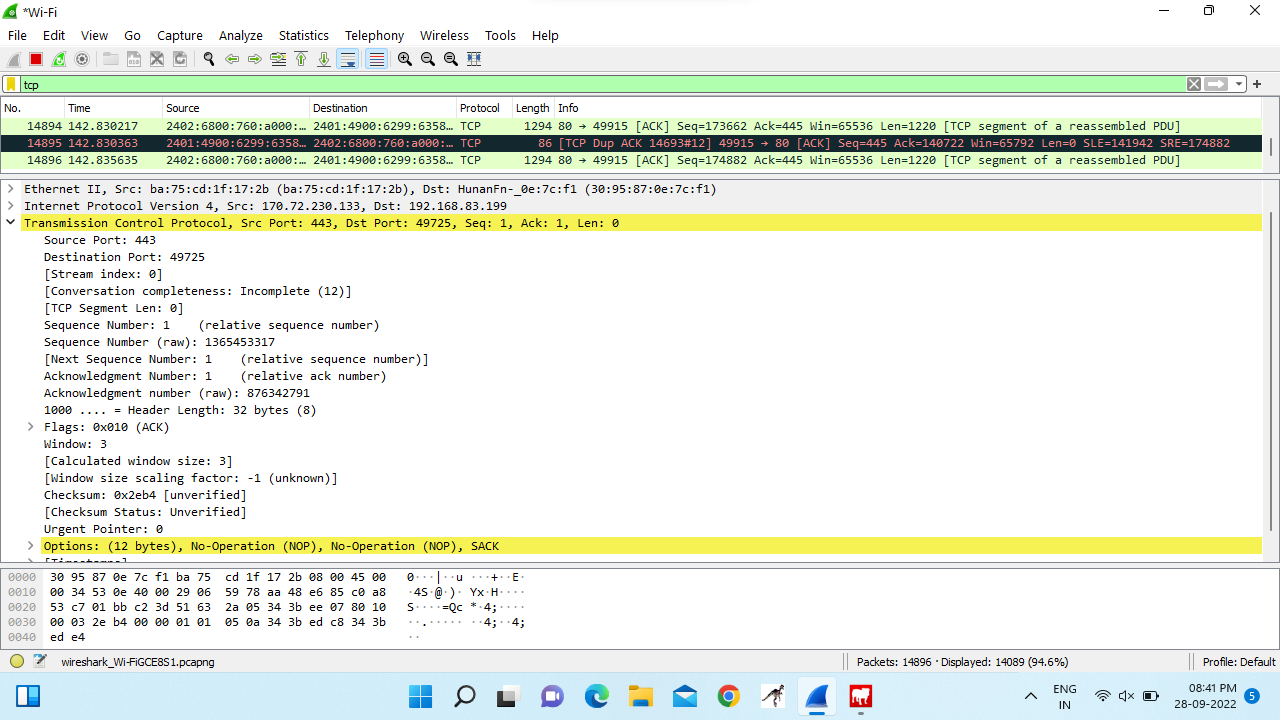 *Wi-Fi
File Edit View Go Capture Analyze Statistics Telephony Wireless Tools Help
tcp
No. Time Source Destination Protocol Length Info
14894 142.830217 2402:6800:760:a000:… 2401:4900:6299:6358… TCP 1294 80 → 49915 [ACK] Seq=173662 Ack=445 Win=65536 Len=1220 [TCP segment of a reassembled PDU]
14895 142.830363 2401:4900:6299:6358… 2402:6800:760:a000:… TCP 86 [TCP Dup ACK 14693#12] 49915 → 80 [ACK] Seq=445 Ack=140722 Win=65792 Len=0 SLE=141942 SRE=174882
14896 142.835635 2402:6800:760:a000:… 2401:4900:6299:6358… TCP 1294 80 → 49915 [ACK] Seq=174882 Ack=445 Win=65536 Len=1220 [TCP segment of a reassembled PDU]
Ethernet II, Src: ba:75:cd:1f:17:2b (ba:75:cd:1f:17:2b), Dst: HunanFn-_0e:7c:f1 (30:95:87:0e:7c:f1)
Internet Protocol Version 4, Src: 170.72.230.133, Dst: 192.168.83.199
Transmission Control Protocol, Src Port: 443, Dst Port: 49725, Seq: 1, Ack: 1, Len: 0
Source Port: 443
Destination Port: 49725
[Stream index: 0]
[Conversation completeness: Incomplete (12)]
[TCP Segment Len: 0]
Sequence Number: 1 (relative sequence number)
Sequence Number (raw): 1365453317
[Next Sequence Number: 1 (relative sequence number)]
Acknowledgment Number: 1 (relative ack number)
Acknowledgment number (raw): 876342791
1000 .... = Header Length: 32 bytes (8)
Flags: 0x010 (ACK)
Window: 3
[Calculated window size: 3]
[Window size scaling factor: -1 (unknown)]
Checksum: 0x2eb4 [unverified]
[Checksum Status: Unverified]
Urgent Pointer: 0
Options: (12 bytes), No-Operation (NOP), No-Operation (NOP), SACK
[Timestamps]
0000 30 95 87 0e 7c f1 ba 75 cd 1f 17 2b 08 00 45 00 0···|··u ···+··E·
0010 00 34 53 0e 40 00 29 06 59 78 aa 48 e6 85 c0 a8 ·4S·@·)· Yx·H····
0020 53 c7 01 bb c2 3d 51 63 2a 05 34 3b ee 07 80 10 S····=Qc *·4;····
0030 00 03 2e b4 00 00 01 01 05 0a 34 3b ed c8 34 3b ··.····· ··4;··4;
0040 ed e4 ··
wireshark_Wi-FiGCE8S1.pcapng Packets: 14896 · Displayed: 14089 (94.6%) Profile: Default
ENG IN 08:41 PM 28-09-2022 5